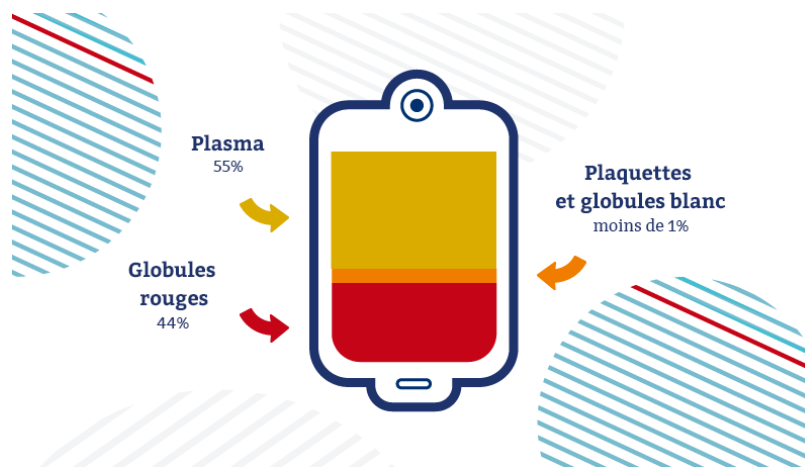 Plasma
55%
Globules
rouges
44%
Plaquettes
et globules blanc
moins de 1%